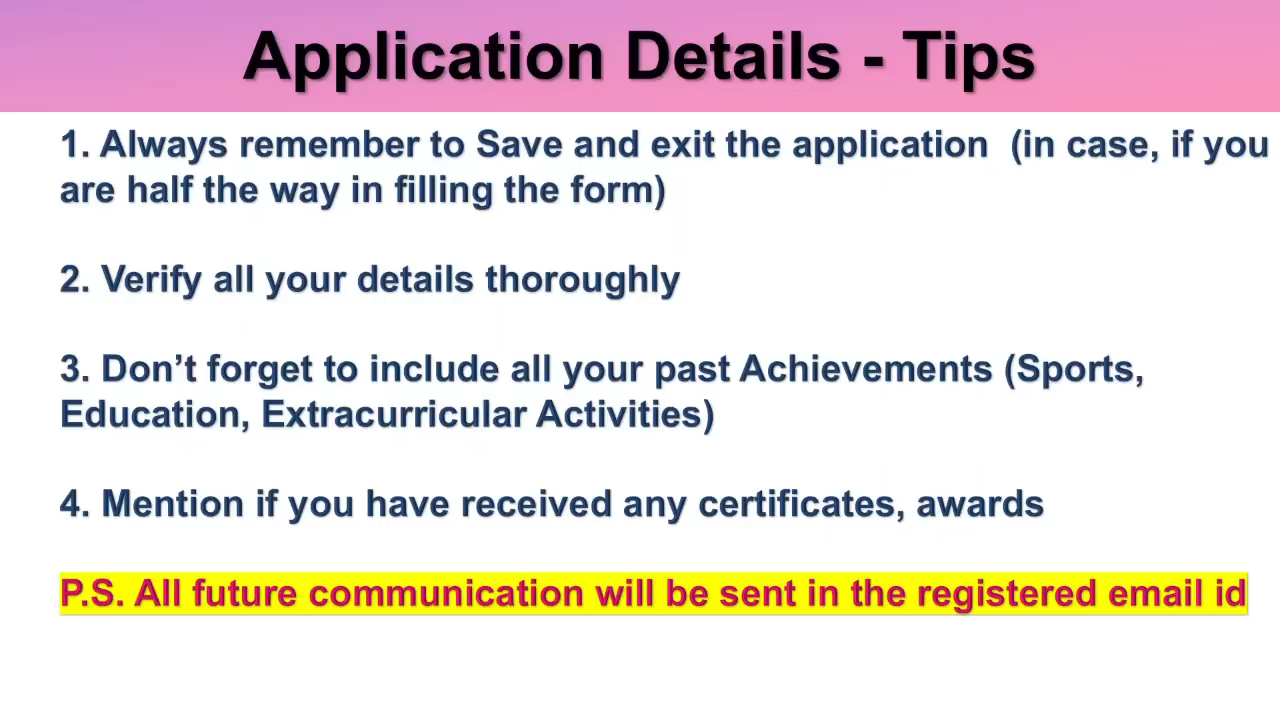 Application Details - Tips
1. Always remember to Save and exit the application  (in case, if you
are half the way in filling the form)
2. Verify all your details thoroughly
3. Don’t forget to include all your past Achievements (Sports,
Education, Extracurricular Activities)
4. Mention if you have received any certificates, awards
P.S. All future communication will be sent in the registered email id